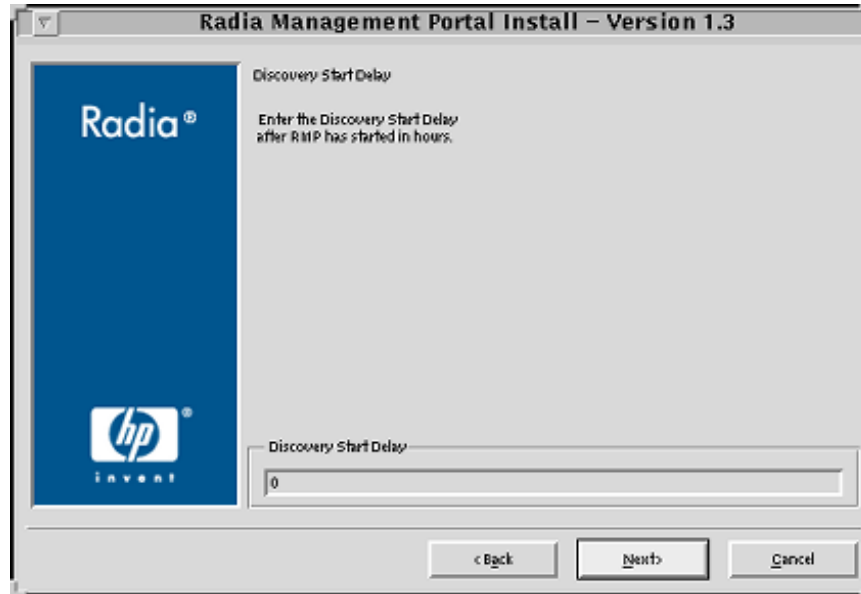 Radia Management Portal Install – Version 1.3
Discovery Start Delay
Radia®
Enter the Discovery Start Delay
after RMP has started in hours.
hp®
invent
Discovery Start Delay
0
<Back
Next>
Cancel